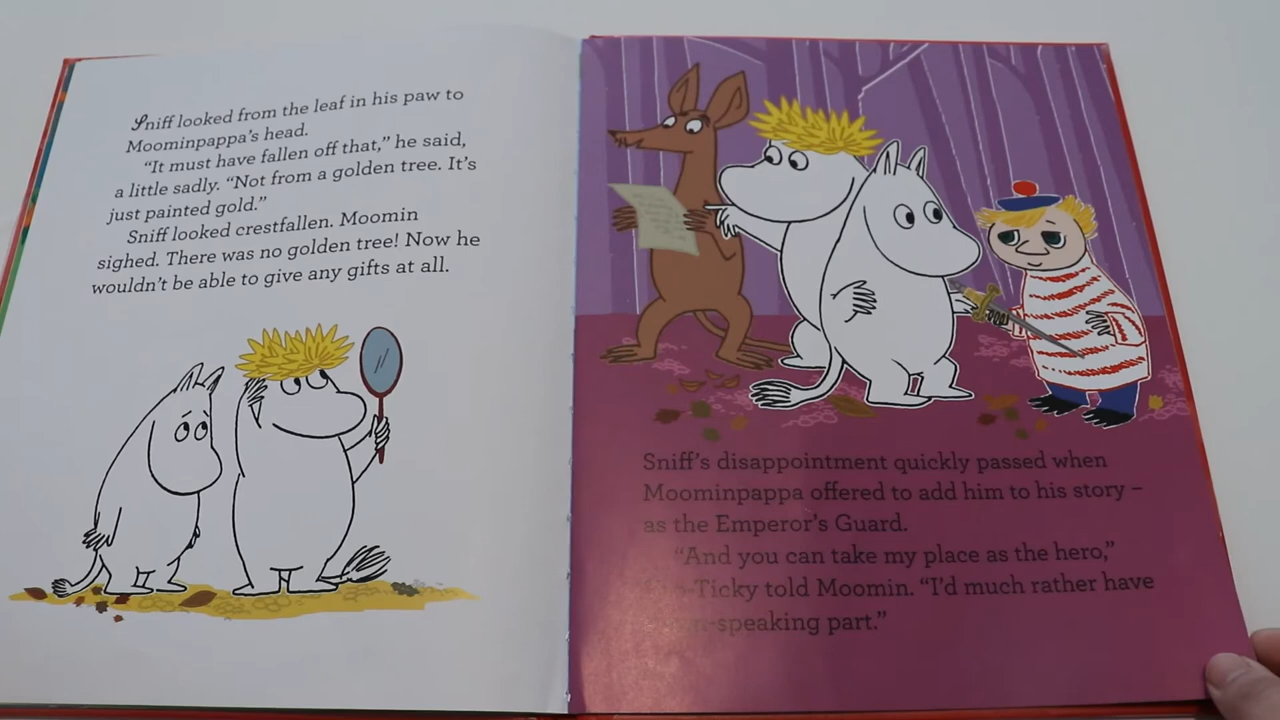 Sniff looked from the leaf in his paw to
Moominpappa's head.
“It must have fallen off that,” he said,
a little sadly. “Not from a golden tree. It's
just painted gold.”
Sniff looked crestfallen. Moomin
sighed. There was no golden tree! Now he
wouldn't be able to give any gifts at all.
Sniff's disappointment quickly passed when
Moominpappa offered to add him to his story –
as the Emperor's Guard.
“And you can take my place as the hero,”
Ticky told Moomin. “I'd much rather have
speaking part.”